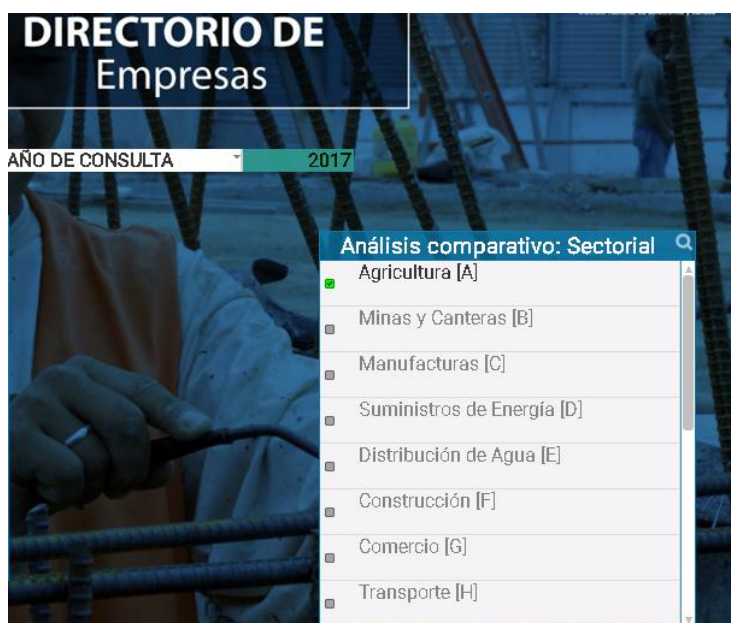 DIRECTORIO DE
Empresas
AÑO DE CONSULTA 2017
Análisis comparativo: Sectorial
Agricultura [A]
Minas y Canteras [B]
Manufacturas [C]
Suministros de Energía [D]
Distribución de Agua [E]
Construcción [F]
Comercio [G]
Transporte [H]